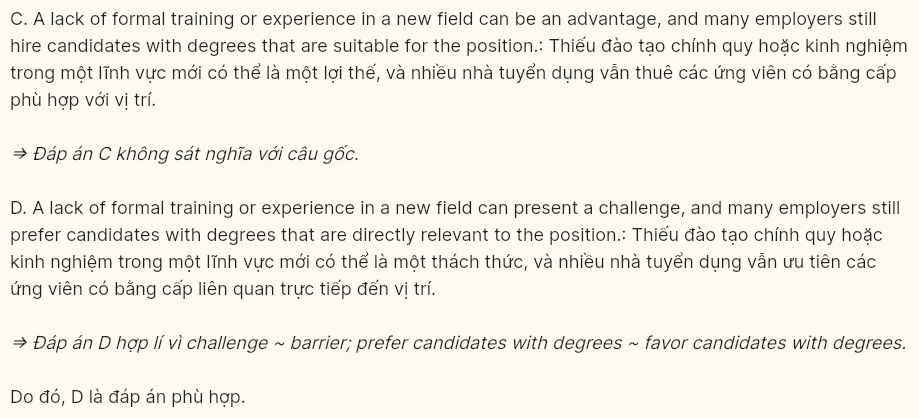 C. A lack of formal training or experience in a new field can be an advantage, and many employers still
hire candidates with degrees that are suitable for the position.: Thiếu đào tạo chính quy hoặc kinh nghiệm
trong một lĩnh vực mới có thể là một lợi thế, và nhiều nhà tuyển dụng vẫn thuê các ứng viên có bằng cấp
phù hợp với vị trí.
⇒ Đáp án C không sát nghĩa với câu gốc.
D. A lack of formal training or experience in a new field can present a challenge, and many employers still
prefer candidates with degrees that are directly relevant to the position.: Thiếu đào tạo chính quy hoặc
kinh nghiệm trong một lĩnh vực mới có thể là một thách thức, và nhiều nhà tuyển dụng vẫn ưu tiên các
ứng viên có bằng cấp liên quan trực tiếp đến vị trí.
⇒ Đáp án D hợp lí vì challenge ~ barrier; prefer candidates with degrees ~ favor candidates with degrees.
Do đó, D là đáp án phù hợp.